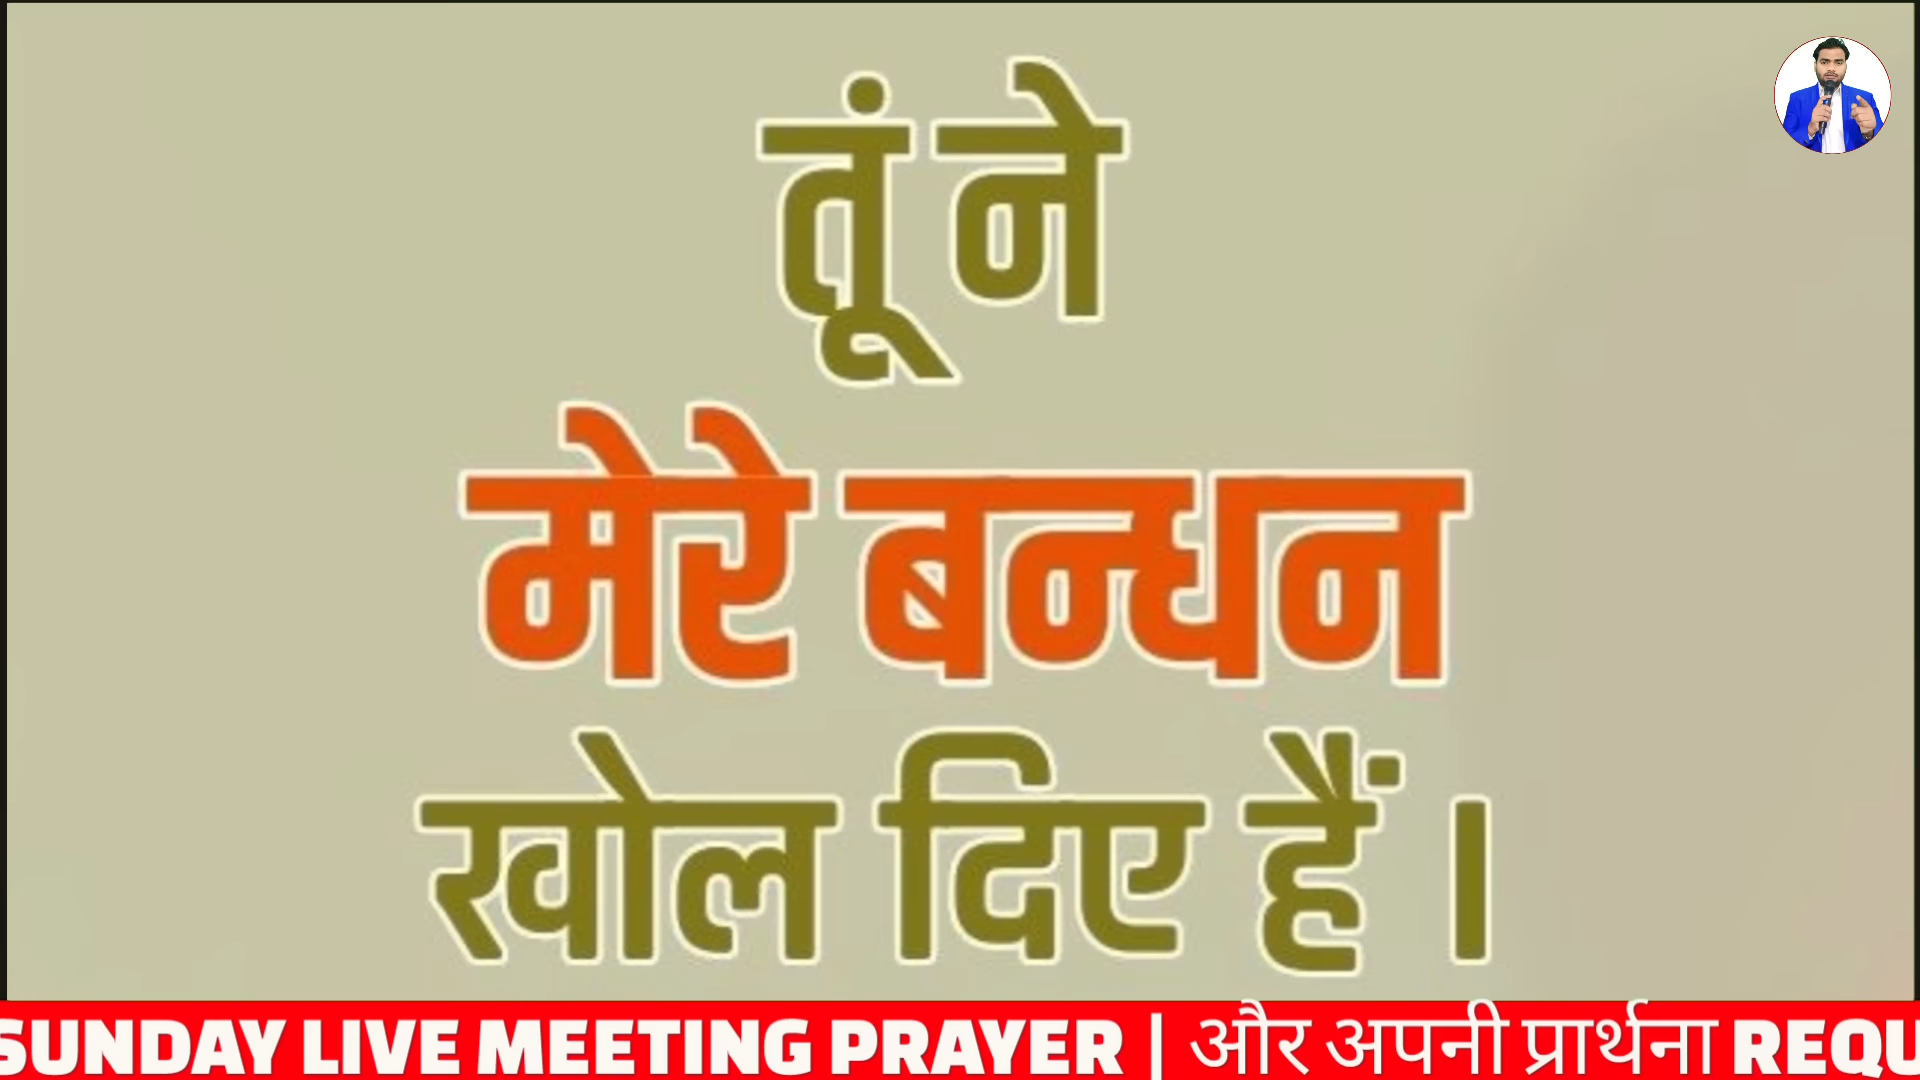 तूं ने
मेरे बन्धन
खोल दिए हैं ।
SUNDAY LIVE MEETING PRAYER | और अपनी प्रार्थना REQU